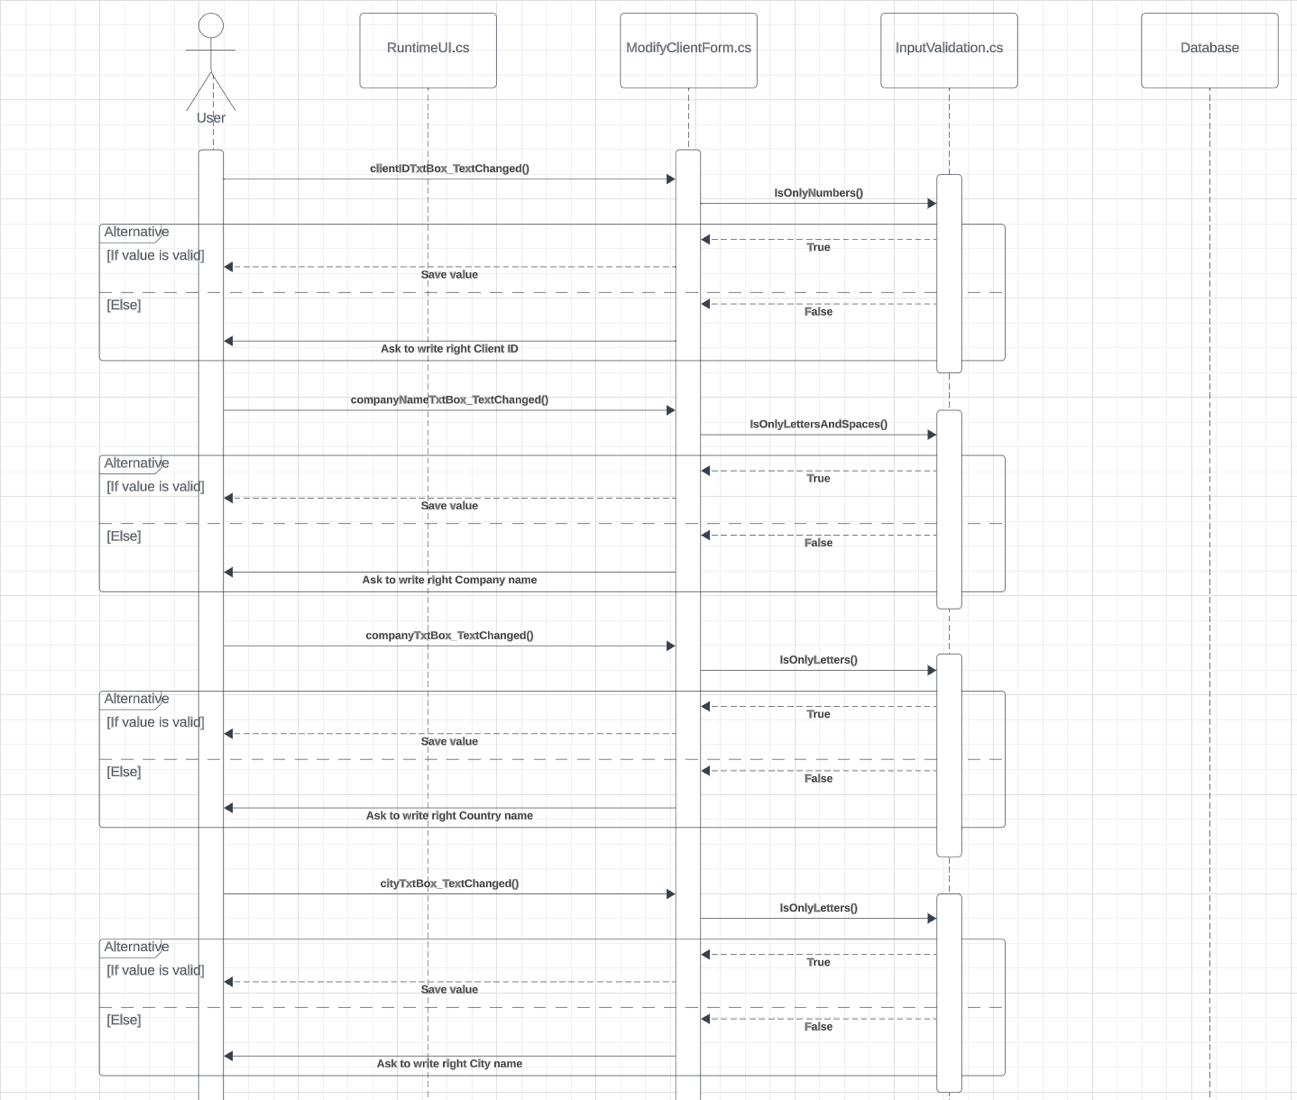 RuntimeUI.cs
ModifyClientForm.cs
InputValidation.cs
Database
User
clientIDTxtBox_TextChanged()
IsOnlyNumbers()
Alternative
True
[If value is valid]
Save value
[Else]
False
Ask to write right Client ID
companyNameTxtBox_TextChanged()
IsOnlyLettersAndSpaces()
Alternative
True
[If value is valid]
Save value
[Else]
False
Ask to write right Company name
companyTxtBox_TextChanged()
IsOnlyLetters()
Alternative
True
[If value is valid]
Save value
[Else]
False
Ask to write right Country name
cityTxtBox_TextChanged()
IsOnlyLetters()
Alternative
True
[If value is valid]
Save value
[Else]
False
Ask to write right City name